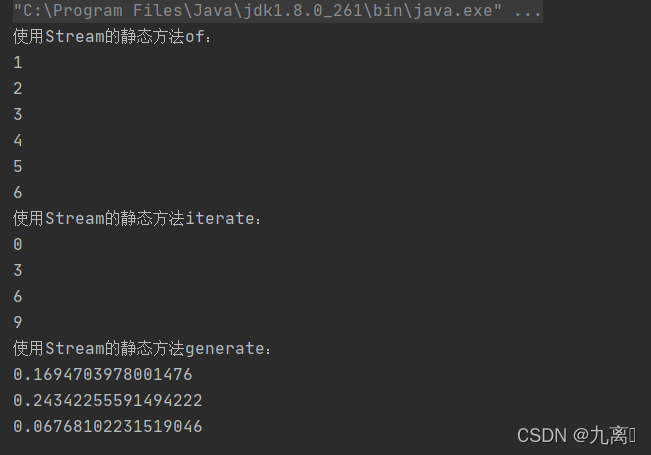 "C:\Program Files\Java\jdk1.8.0_261\bin\java.exe" ...
使用Stream的静态方法of：
1
2
3
4
5
6
使用Stream的静态方法iterate：
0
3
6
9
使用Stream的静态方法generate：
0.1694703978001476
0.24342255591494222
0.06768102231519046
CSDN @九离